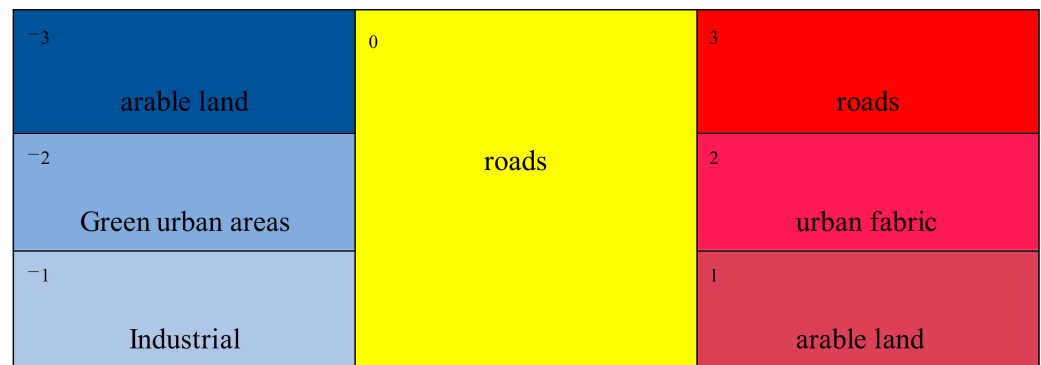 −3
arable land
−2
Green urban areas
−1
Industrial
0
roads
3
roads
2
urban fabric
1
arable land